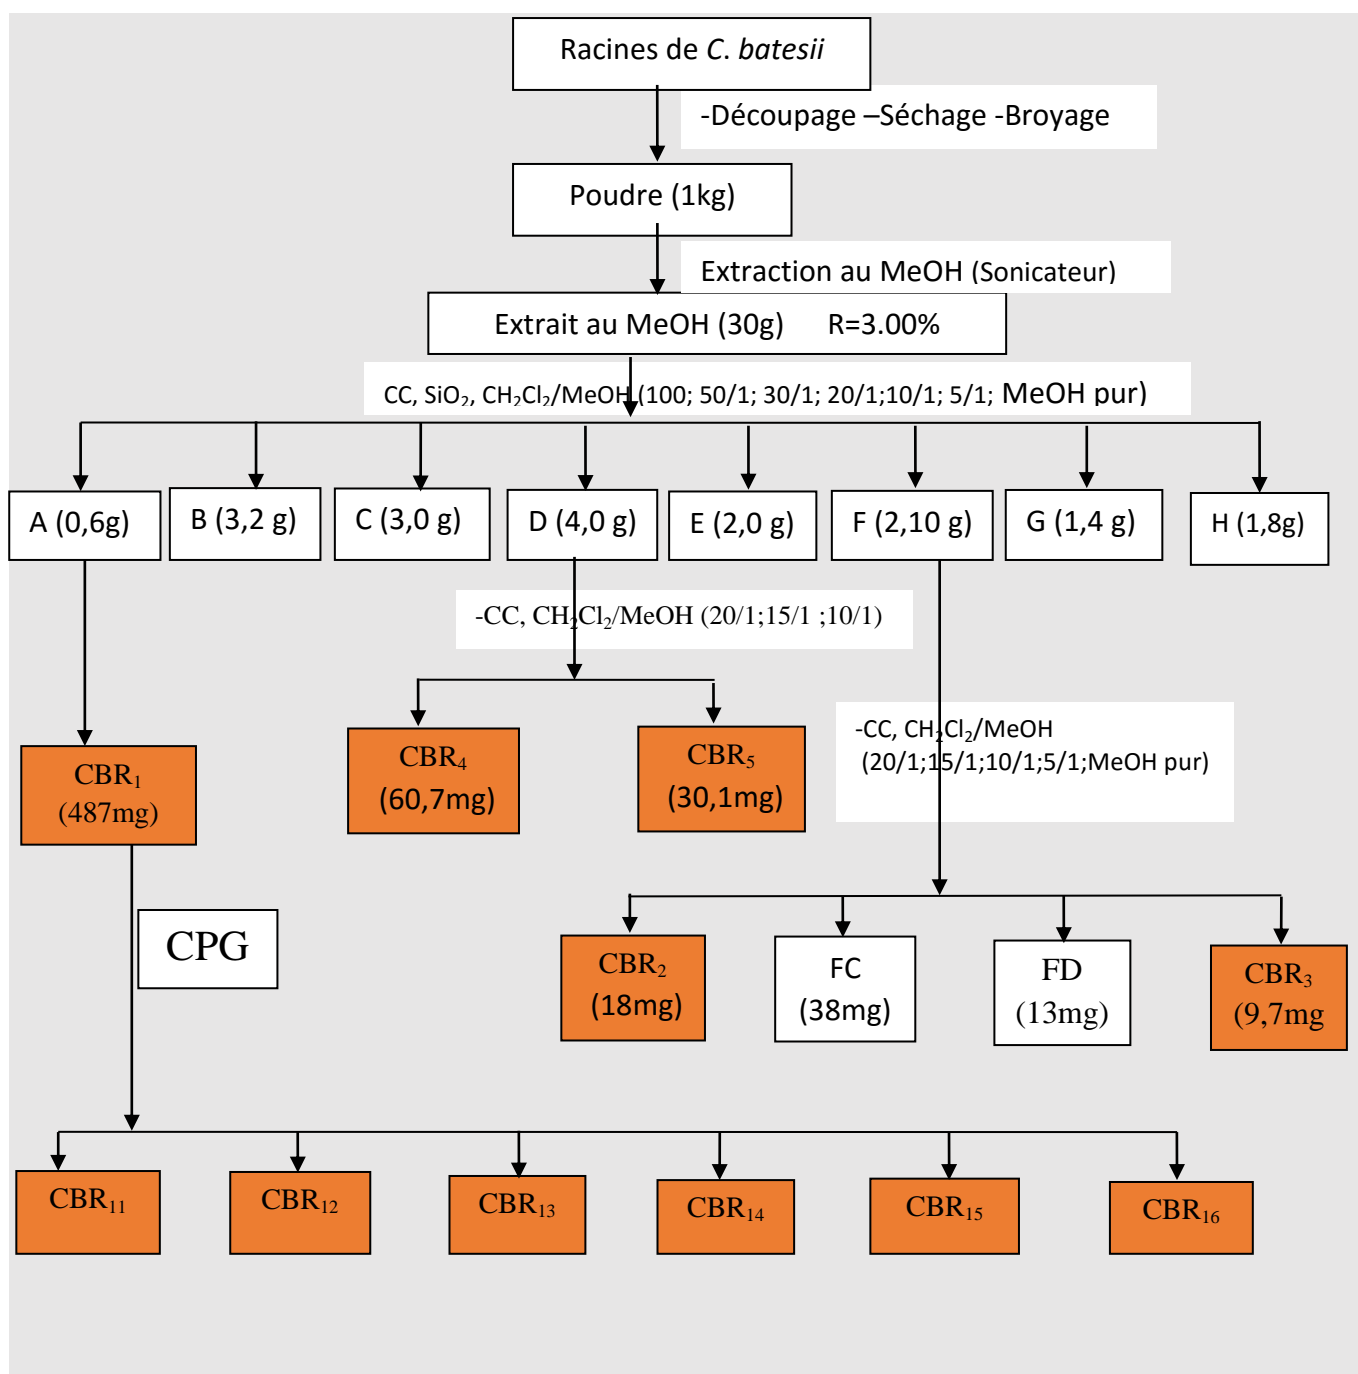 Racines de C. batesii
-Découpage –Séchage -Broyage
Poudre (1kg)
Extraction au MeOH (Sonicateur)
Extrait au MeOH (30g) R=3.00%
CC, SiO₂, CH₂Cl₂/MeOH (100; 50/1; 30/1; 20/1;10/1; 5/1; MeOH pur)
A (0,6g)
B (3,2 g)
C (3,0 g)
D (4,0 g)
E (2,0 g)
F (2,10 g)
G (1,4 g)
H (1,8g)
-CC, CH₂Cl₂/MeOH (20/1;15/1 ;10/1)
-CC, CH₂Cl₂/MeOH
(20/1;15/1;10/1;5/1;MeOH pur)
CBR₁
(487mg)
CBR₄
(60,7mg)
CBR₅
(30,1mg)
CPG
CBR₂
(18mg)
FC
(38mg)
FD
(13mg)
CBR₃
(9,7mg
CBR₁₁
CBR₁₂
CBR₁₃
CBR₁₄
CBR₁₅
CBR₁₆